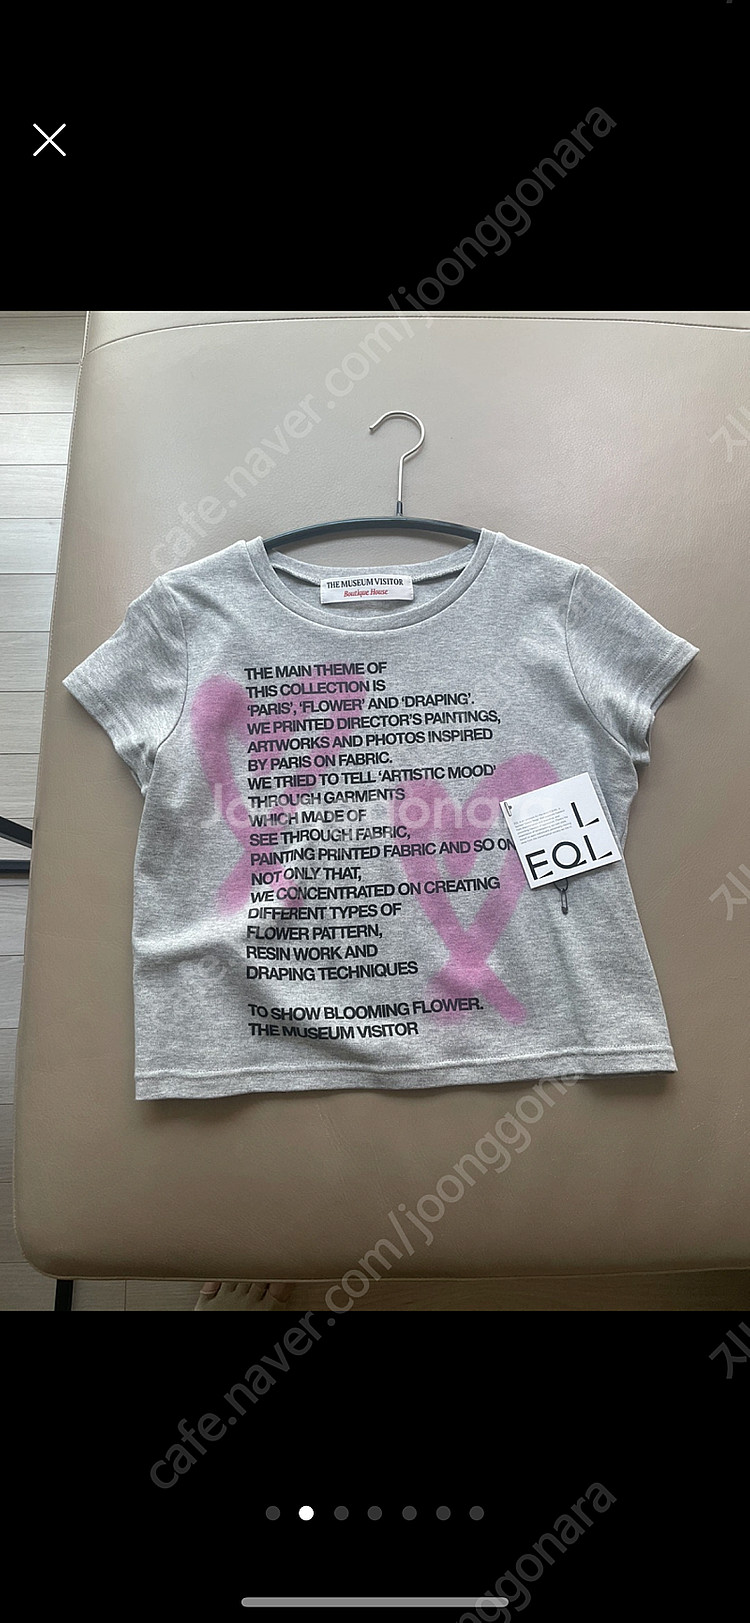 cafe.naver.com/joonggonara
THE MUSEUM VISITOR
Boutique House
THE MAIN THEME OF
THIS COLLECTION IS
'PARIS', 'FLOWER' AND 'DRAPING'.
WE PRINTED DIRECTOR'S PAINTINGS,
ARTWORKS AND PHOTOS INSPIRED
BY PARIS ON FABRIC.
WE TRIED TO TELL 'ARTISTIC MOOD'
THROUGH GARMENTS
WHICH MADE OF
SEE THROUGH FABRIC,
PAINTING PRINTED FABRIC AND SO ON
NOT ONLY THAT,
WE CONCENTRATED ON CREATING
DIFFERENT TYPES OF
FLOWER PATTERN,
RESIN WORK AND
DRAPING TECHNIQUES
TO SHOW BLOOMING FLOWER.
THE MUSEUM VISITOR
Joonggonara
L
EQL
cafe.naver.com/joonggonara